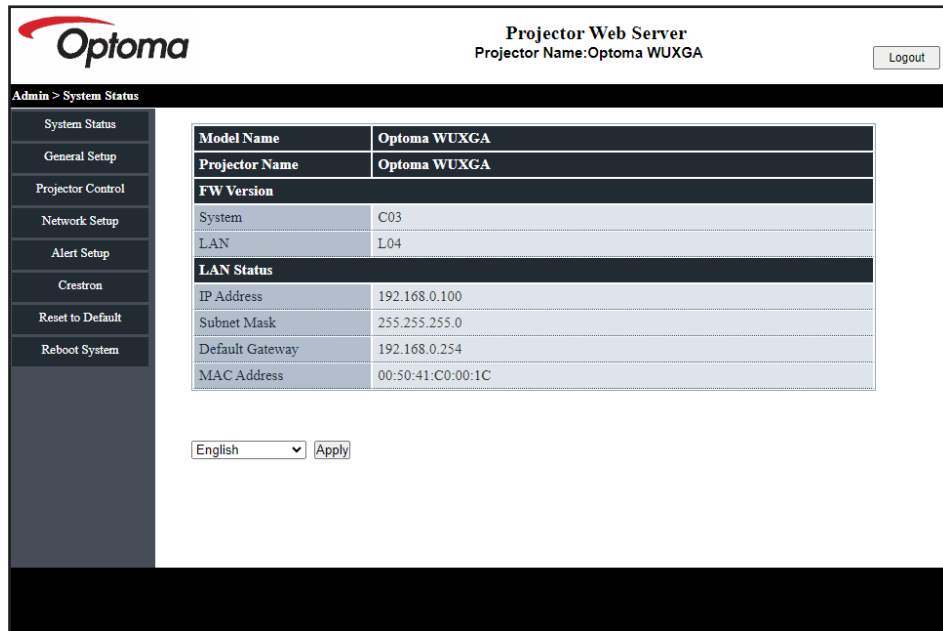 Optoma
Projector Web Server
Projector Name:Optoma WUXGA
Logout
Admin > System Status
System Status
General Setup
Projector Control
Network Setup
Alert Setup
Crestron
Reset to Default
Reboot System
Model Name Optoma WUXGA
Projector Name Optoma WUXGA
FW Version
System C03
LAN L04
LAN Status
IP Address 192.168.0.100
Subnet Mask 255.255.255.0
Default Gateway 192.168.0.254
MAC Address 00:50:41:C0:00:1C
English Apply